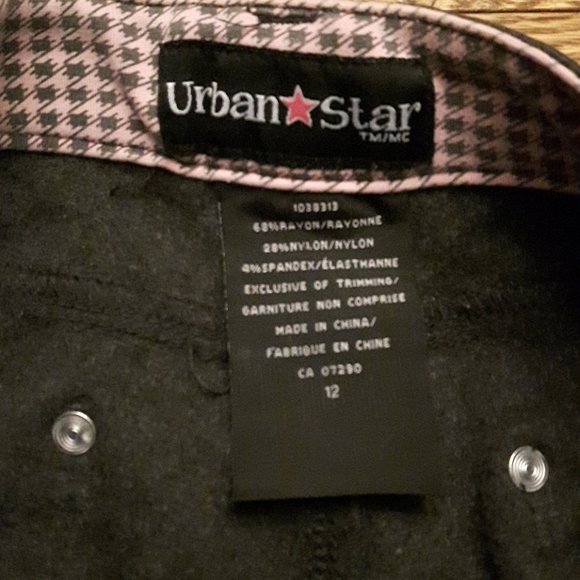 Urban★Star
TM/MC
1038313
68%RAYON/RAYONNE
28%NYLON/NYLON
4%SPANDEX/ÉLASTHANNE
EXCLUSIVE OF TRIMMING/
GARNITURE NON COMPRISE
MADE IN CHINA/
FABRIQUE EN CHINE
CA 07290
12